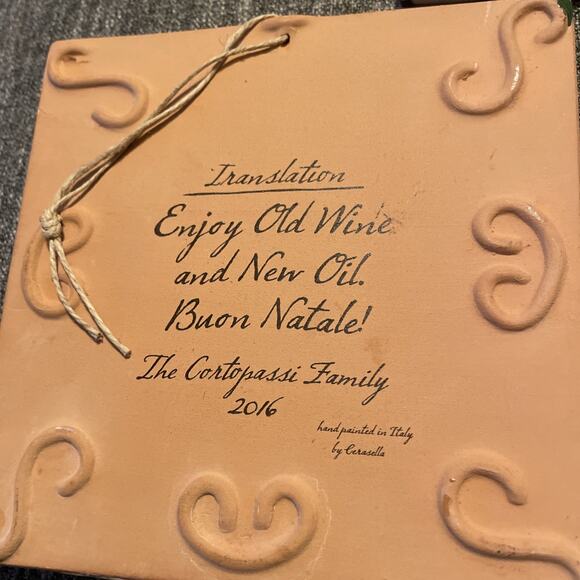 Translation
Enjoy Old Wine
and New Oil.
Buon Natale!
The Cortopassi Family
2016
hand painted in Italy
by Cerasella